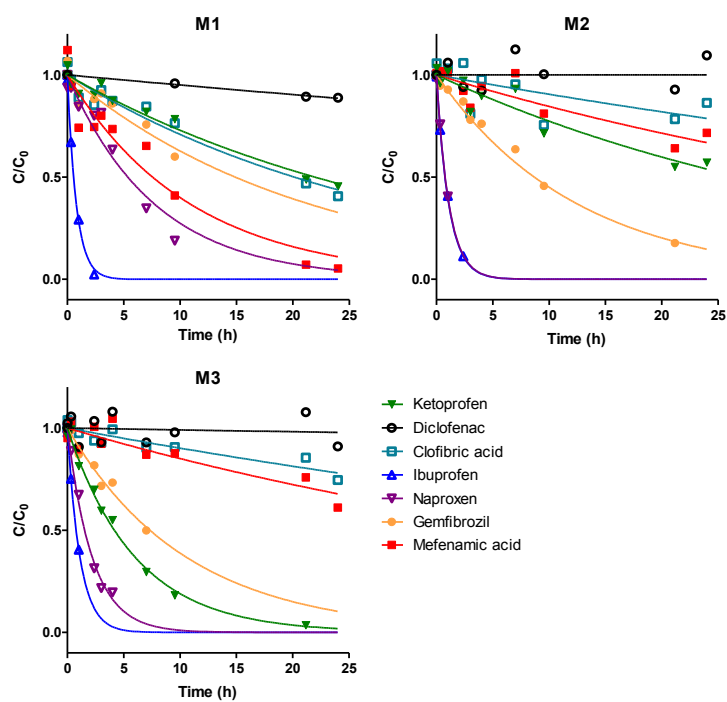 M1
1.0
0.5
0.0
C/C0
0 5 10 15 20 25
Time (h)
M2
1.0
0.5
0.0
C/C0
0 5 10 15 20 25
Time (h)
M3
1.0
0.5
0.0
C/C0
0 5 10 15 20 25
Time (h)
Ketoprofen
Diclofenac
Clofibric acid
Ibuprofen
Naproxen
Gemfibrozil
Mefenamic acid